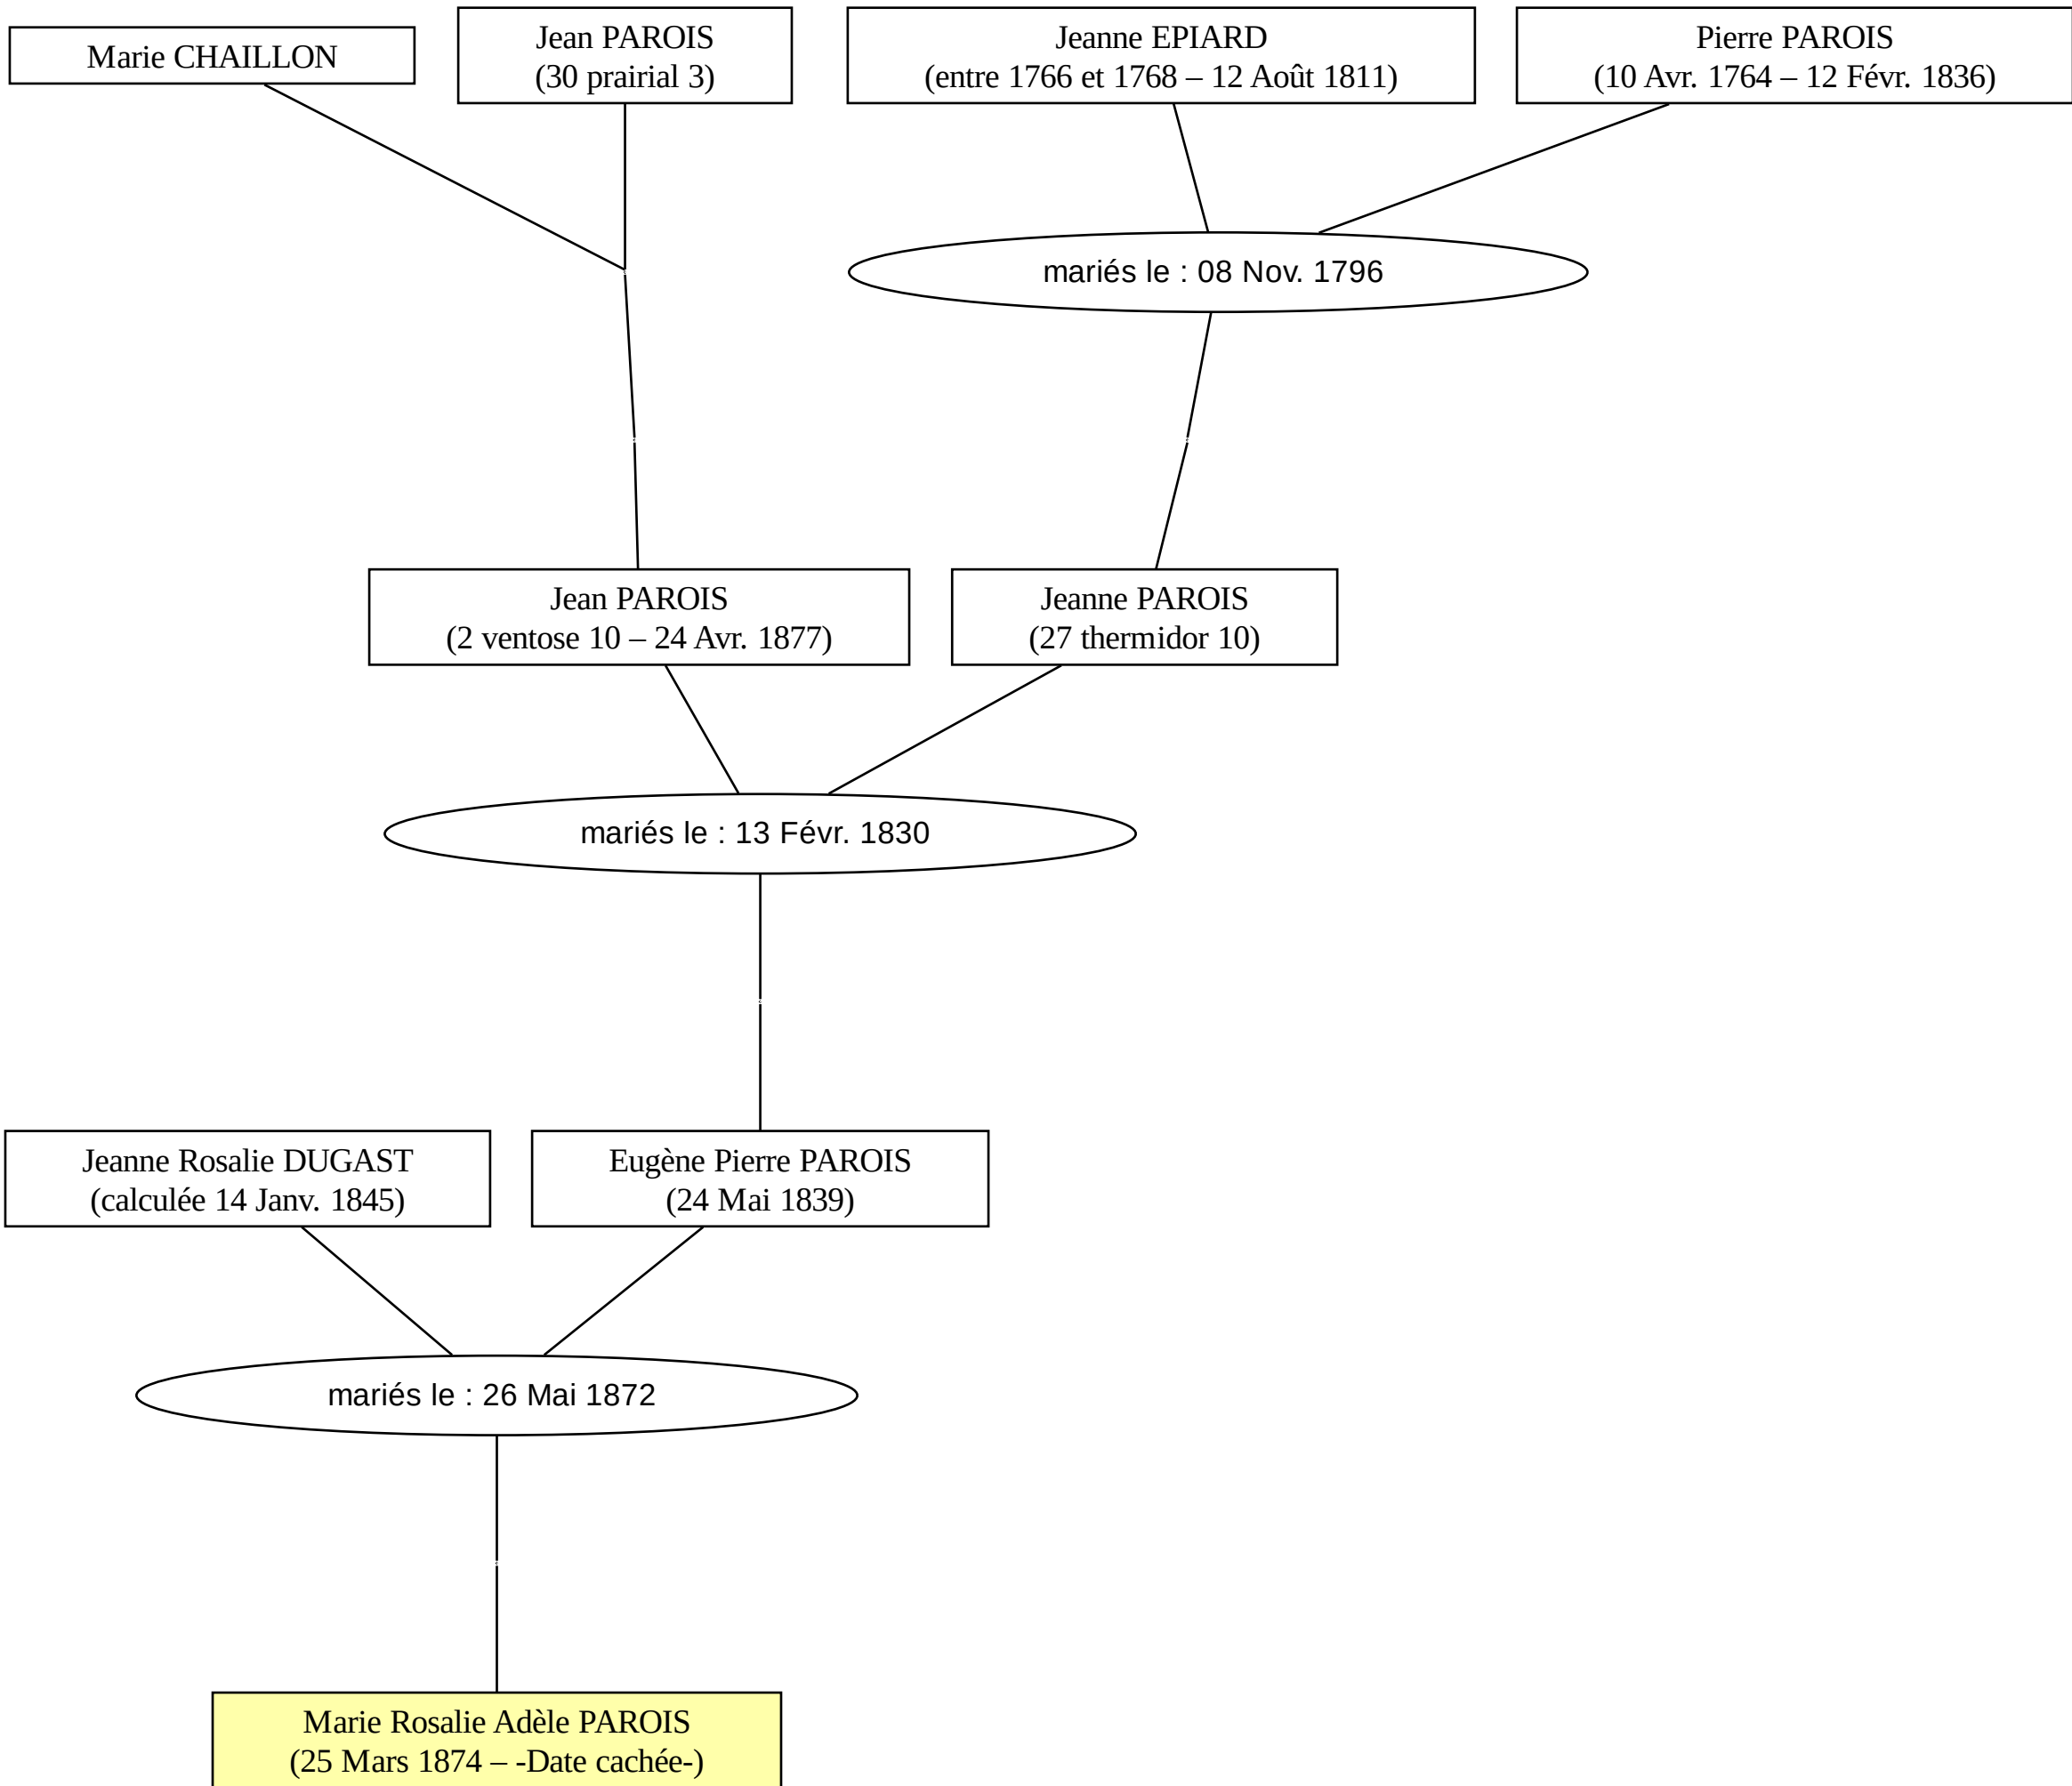 Marie CHAILLON
Jean PAROIS
(30 prairial 3)
Jeanne EPIARD
(entre 1766 et 1768 – 12 Août 1811)
Pierre PAROIS
(10 Avr. 1764 – 12 Févr. 1836)
mariés le : 08 Nov. 1796
Jean PAROIS
(2 ventose 10 – 24 Avr. 1877)
Jeanne PAROIS
(27 thermidor 10)
mariés le : 13 Févr. 1830
Jeanne Rosalie DUGAST
(calculée 14 Janv. 1845)
Eugène Pierre PAROIS
(24 Mai 1839)
mariés le : 26 Mai 1872
Marie Rosalie Adèle PAROIS
(25 Mars 1874 – -Date cachée-)